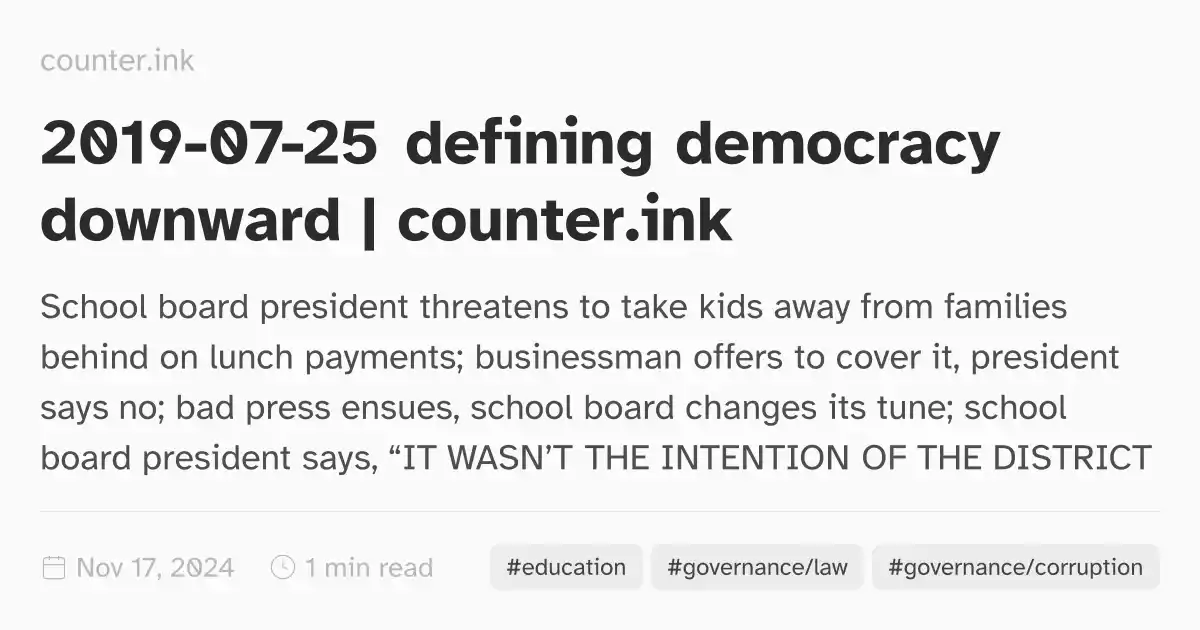 counter.ink
2019-07-25 defining democracy
downward | counter.ink
School board president threatens to take kids away from families
behind on lunch payments; businessman offers to cover it, president
says no; bad press ensues, school board changes its tune; school
board president says, “IT WASN’T THE INTENTION OF THE DISTRICT
Nov 17, 2024 1 min read #education #governance/law #governance/corruption